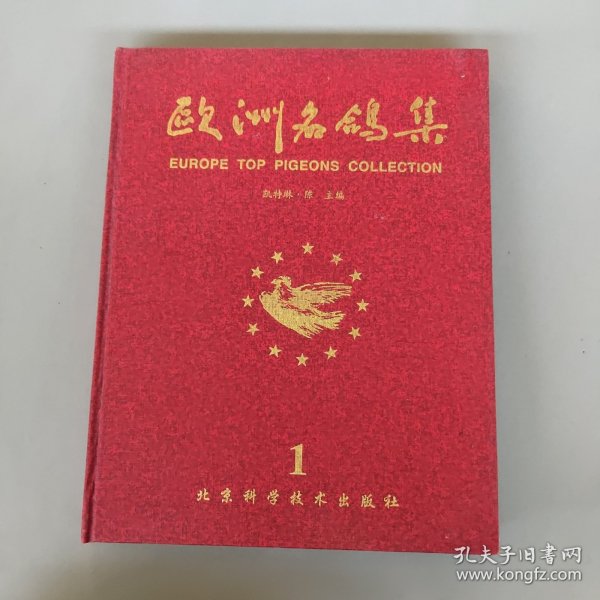 歐洲名鴿集
EUROPE TOP PIGEONS COLLECTION
凯特琳·陈 主编
1
北京科学技术出版社
孔夫子旧书网
www.kongfz.com